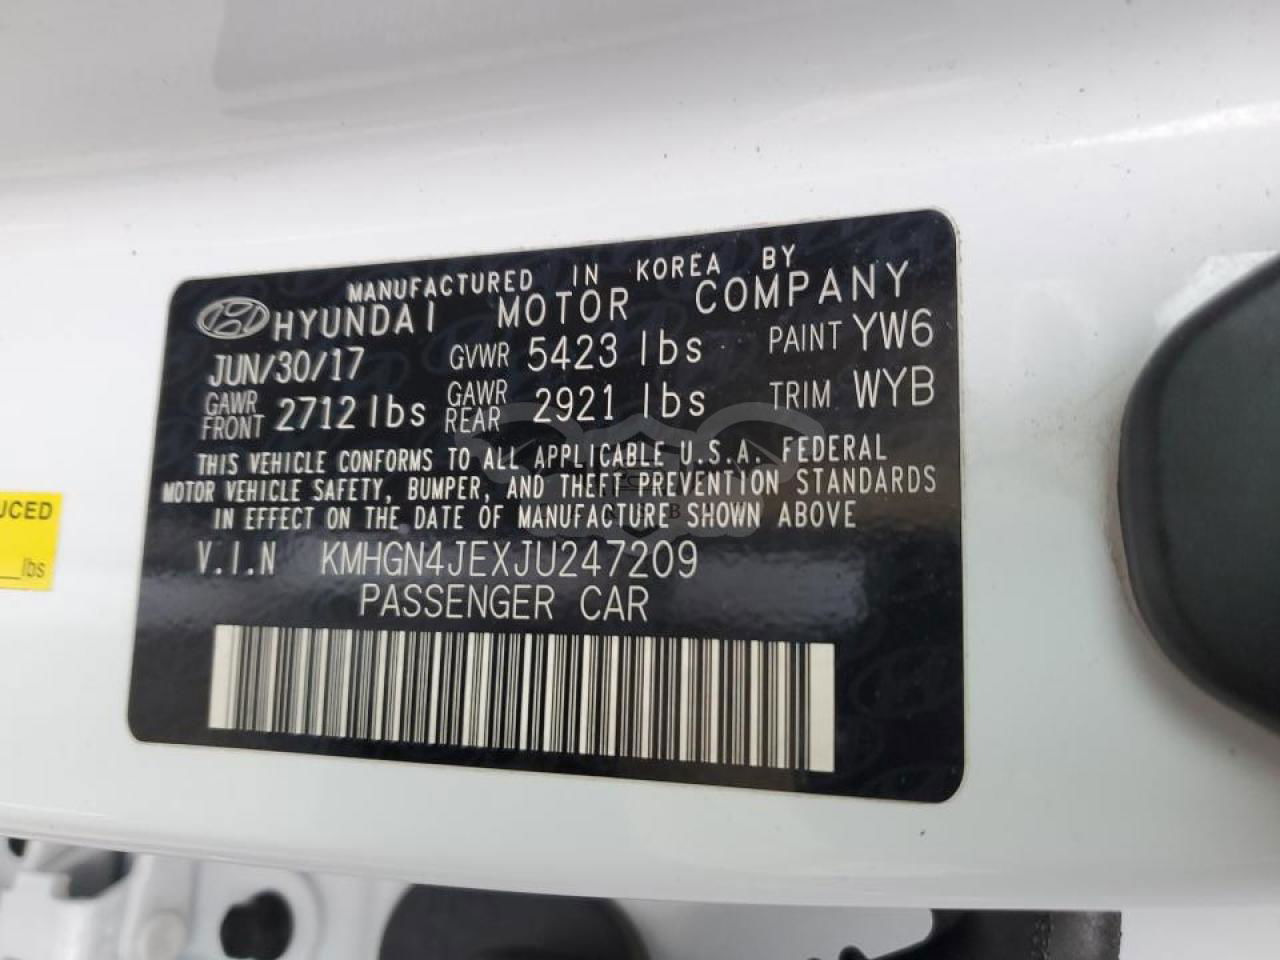 MANUFACTURED IN KOREA BY
HYUNDAI MOTOR COMPANY
JUN/30/17 GVWR 5423 lbs PAINT YW6
GAWR FRONT 2712 lbs GAWR REAR 2921 lbs TRIM WYB
THIS VEHICLE CONFORMS TO ALL APPLICABLE U.S.A. FEDERAL
MOTOR VEHICLE SAFETY, BUMPER, AND THEFT PREVENTION STANDARDS
IN EFFECT ON THE DATE OF MANUFACTURE SHOWN ABOVE
V.I.N KMHGN4JEXJU247209
PASSENGER CAR
UCED
lbs